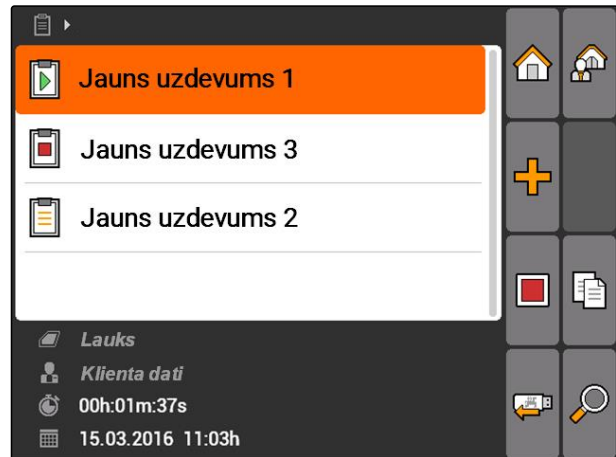 Jauns uzdevums 1
Jauns uzdevums 3
Jauns uzdevums 2
Lauks
Klienta dati
00h:01m:37s
15.03.2016 11:03h